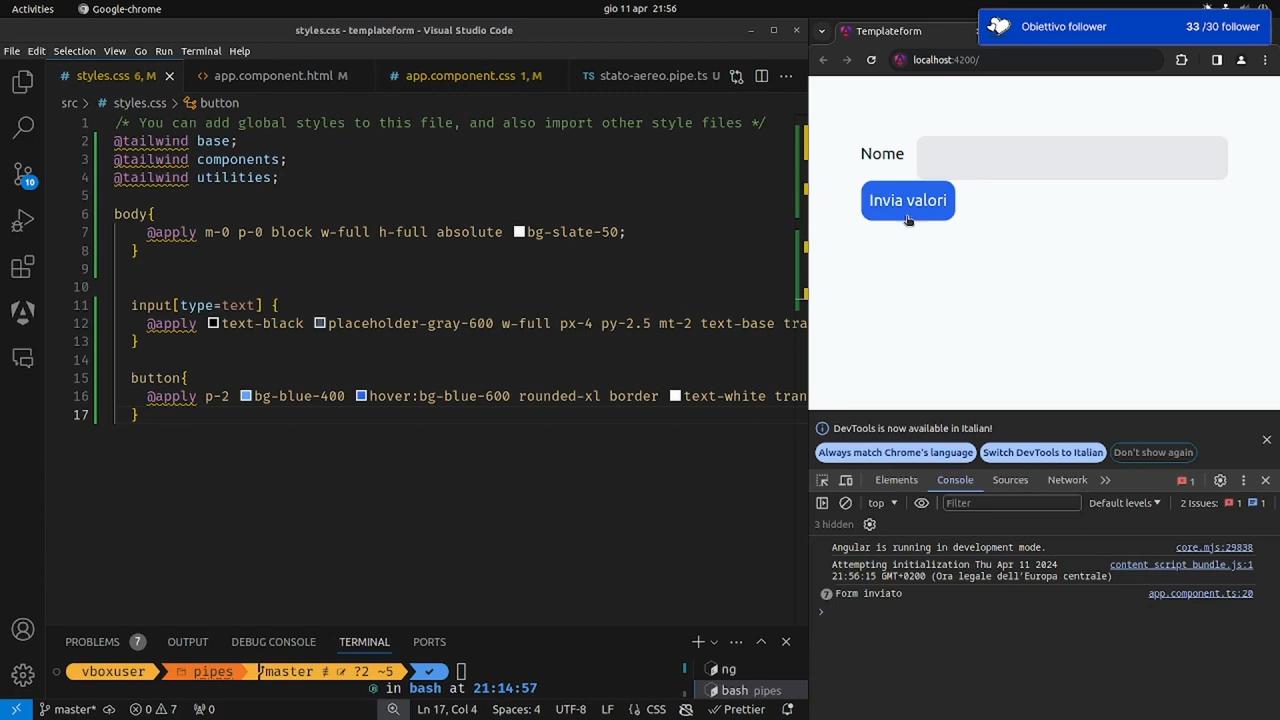 Activities
Google-chrome
gio 11 apr 21:56
styles.css - templateform - Visual Studio Code
File Edit Selection View Go Run Terminal Help
styles.css 6, M
app.component.html M
app.component.css 1, M
TS stato-aereo.pipe.ts U
src > # styles.css > button
1 /* You can add global styles to this file, and also import other style files */
2 @tailwind base;
3 @tailwind components;
4 @tailwind utilities;
5
6 body{
7 @apply m-0 p-0 block w-full h-full absolute bg-slate-50;
8 }
9
10
11 input[type=text] {
12 @apply text-black placeholder-gray-600 w-full px-4 py-2.5 mt-2 text-base tra
13 }
14
15 button{
16 @apply p-2 bg-blue-400 hover:bg-blue-600 rounded-xl border text-white tran
17 }
10
PROBLEMS 7 OUTPUT DEBUG CONSOLE TERMINAL PORTS
vboxuser pipes master ≢ ?2 ~5 ✓
in bash at 21:14:57
ng
bash pipes
master* 0 7 0
Ln 17, Col 4 Spaces: 4 UTF-8 LF CSS Prettier
Templateform
Obiettivo follower 33 /30 follower
localhost:4200/
Nome
Invia valori
DevTools is now available in Italian!
Always match Chrome's language
Switch DevTools to Italian
Don't show again
Elements Console Sources Network 1
top Filter Default levels 2 Issues: 1 1
3 hidden
Angular is running in development mode. core.mjs:29838
Attempting initialization Thu Apr 11 2024 content script bundle.js:1
21:56:15 GMT+0200 (Ora legale dell'Europa centrale)
7 Form inviato app.component.ts:20